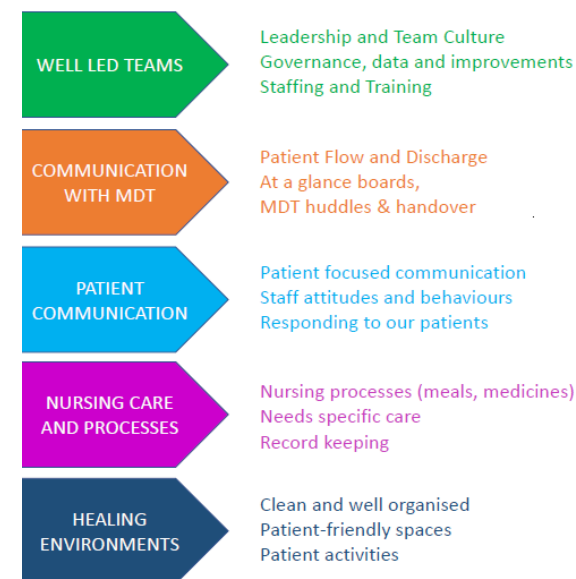 WELL LED TEAMS
Leadership and Team Culture
Governance, data and improvements
Staffing and Training
COMMUNICATION
WITH MDT
Patient Flow and Discharge
At a glance boards,
MDT huddles & handover
PATIENT
COMMUNICATION
Patient focused communication
Staff attitudes and behaviours
Responding to our patients
NURSING CARE
AND PROCESSES
Nursing processes (meals, medicines)
Needs specific care
Record keeping
HEALING
ENVIRONMENTS
Clean and well organised
Patient-friendly spaces
Patient activities